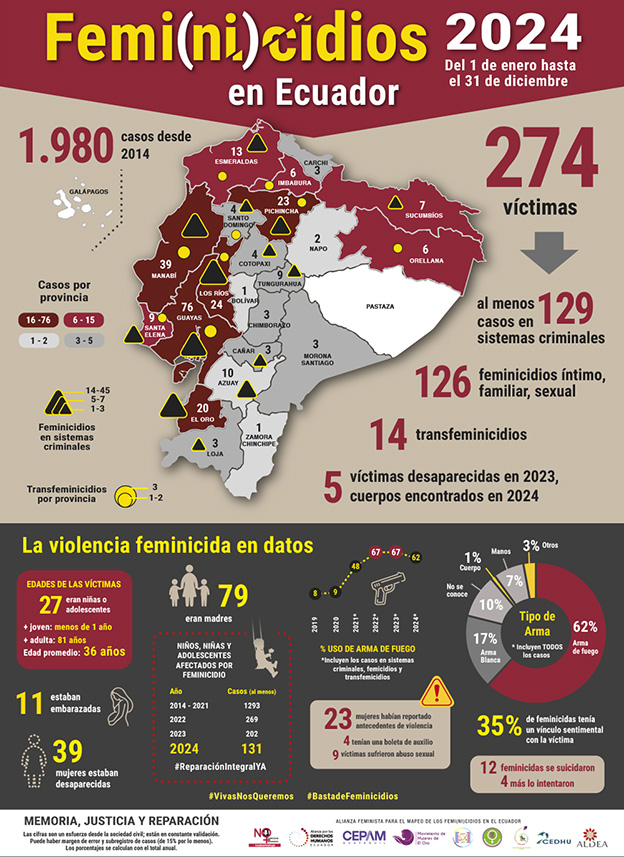 Femi(ni)cidios 2024
en Ecuador
Del 1 de enero hasta
el 31 de diciembre
1.980 casos desde
2014
GALÁPAGOS
274
víctimas
al menos 129
casos en
sistemas criminales
126 feminicidios íntimo,
familiar, sexual
14 transfeminicidios
5 víctimas desaparecidas en 2023,
cuerpos encontrados en 2024
13
ESMERALDAS
CARCHI
3
6
IMBABURA
23
PICHINCHA
4
SANTO
DOMINGO
7
SUCUMBÍOS
6
ORELLANA
2
NAPO
39
MANABÍ
4
COTOPAXI
9
TUNGURAHUA
LOS RÍOS
24
1
BOLÍVAR
PASTAZA
76
GUAYAS
9
SANTA
ELENA
3
CHIMBORAZO
CAÑAR 3
3
MORONA
SANTIAGO
10
AZUAY
20
EL ORO
3
LOJA
1
ZAMORA
CHINCHIPE
Casos por
provincia
16 -76
6 - 15
1 - 2
3 - 5
14-45
5-7
1-3
Feminicidios
en sistemas
criminales
Transfeminicidios
por provincia
3
1-2
La violencia feminicida en datos
EDADES DE LAS VÍCTIMAS
27 eran niñas o
adolescentes
+ joven: menos de 1 año
+ adulta: 81 años
Edad promedio: 36 años
11 estaban
embarazadas
39
mujeres estaban
desaparecidas
79
eran madres
NIÑOS, NIÑAS Y
ADOLESCENTES
AFECTADOS POR
FEMINICIDIO
Año Casos (al menos)
2014 - 2021 1293
2022 269
2023 202
2024 131
#ReparaciónIntegralYA
8 9 48 67 67 62
2019 2020 2021 2022* 2023* 2024*
% USO DE ARMA DE FUEGO
*Incluyen los casos en sistemas
criminales, femicidios y
transfemicidios
23 mujeres habían reportado
antecedentes de violencia
4 tenían una boleta de auxilio
9 víctimas sufrieron abuso sexual
#VivasNosQueremos #BastadeFeminicidios
Tipo de
Arma
* Incluyen TODOS
los casos
3% Otros
Manos
7%
1%
Cuerpo
No se
conoce
10%
17%
Arma
Blanca
62%
Arma
de fuego
35% de feminicidas tenía
un vínculo sentimental
con la víctima
12 feminicidas se suicidaron
4 más lo intentaron
MEMORIA, JUSTICIA Y REPARACIÓN
Las cifras son un esfuerzo desde la sociedad civil; están en constante validación.
Puede haber margen de error y subregistro de casos (de 15% por lo menos).
Los porcentajes se calculan con el total anual.
ALIANZA FEMINISTA PARA EL MAPEO DE LOS FEMI(NI)CIDIOS EN EL ECUADOR
Alianza por los
DERECHOS
HUMANOS
CEPAM
GUAYAQUIL
Movimiento de
Mujeres de
El Oro
CEDHU
ALDEA